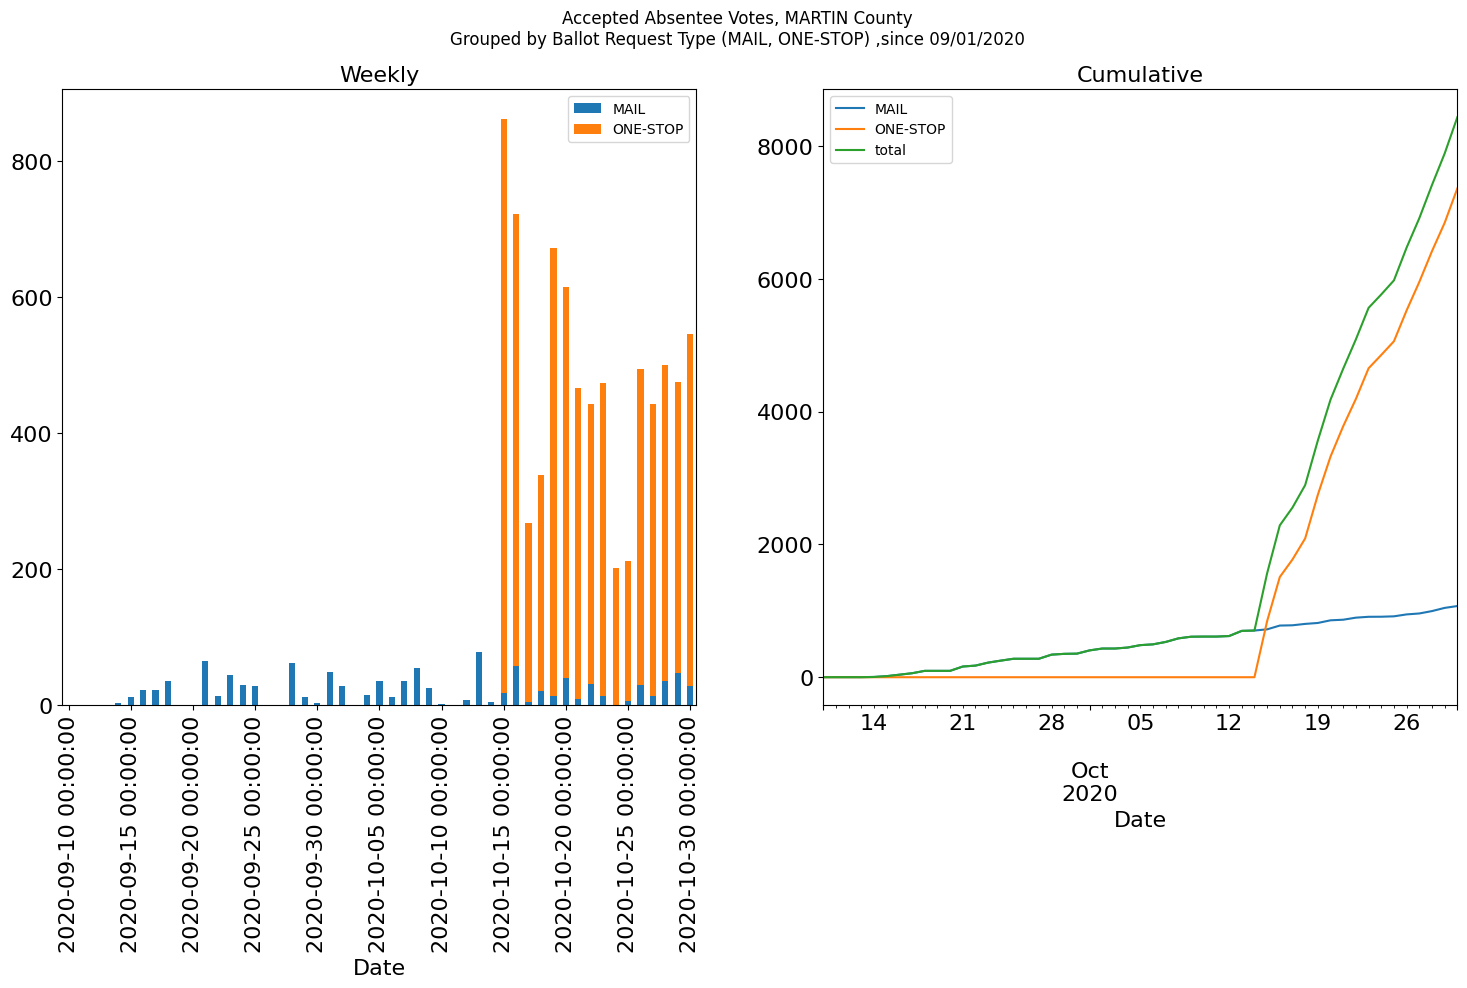 Accepted Absentee Votes, MARTIN County
Grouped by Ballot Request Type (MAIL, ONE-STOP) ,since 09/01/2020
Weekly
MAIL
ONE-STOP
800
600
400
200
0
2020-09-10 00:00:00
2020-09-15 00:00:00
2020-09-20 00:00:00
2020-09-25 00:00:00
2020-09-30 00:00:00
2020-10-05 00:00:00
2020-10-10 00:00:00
2020-10-15 00:00:00
2020-10-20 00:00:00
2020-10-25 00:00:00
2020-10-30 00:00:00
Date
Cumulative
MAIL
ONE-STOP
total
8000
6000
4000
2000
0
14 21 28 05 12 19 26
Oct
2020
Date